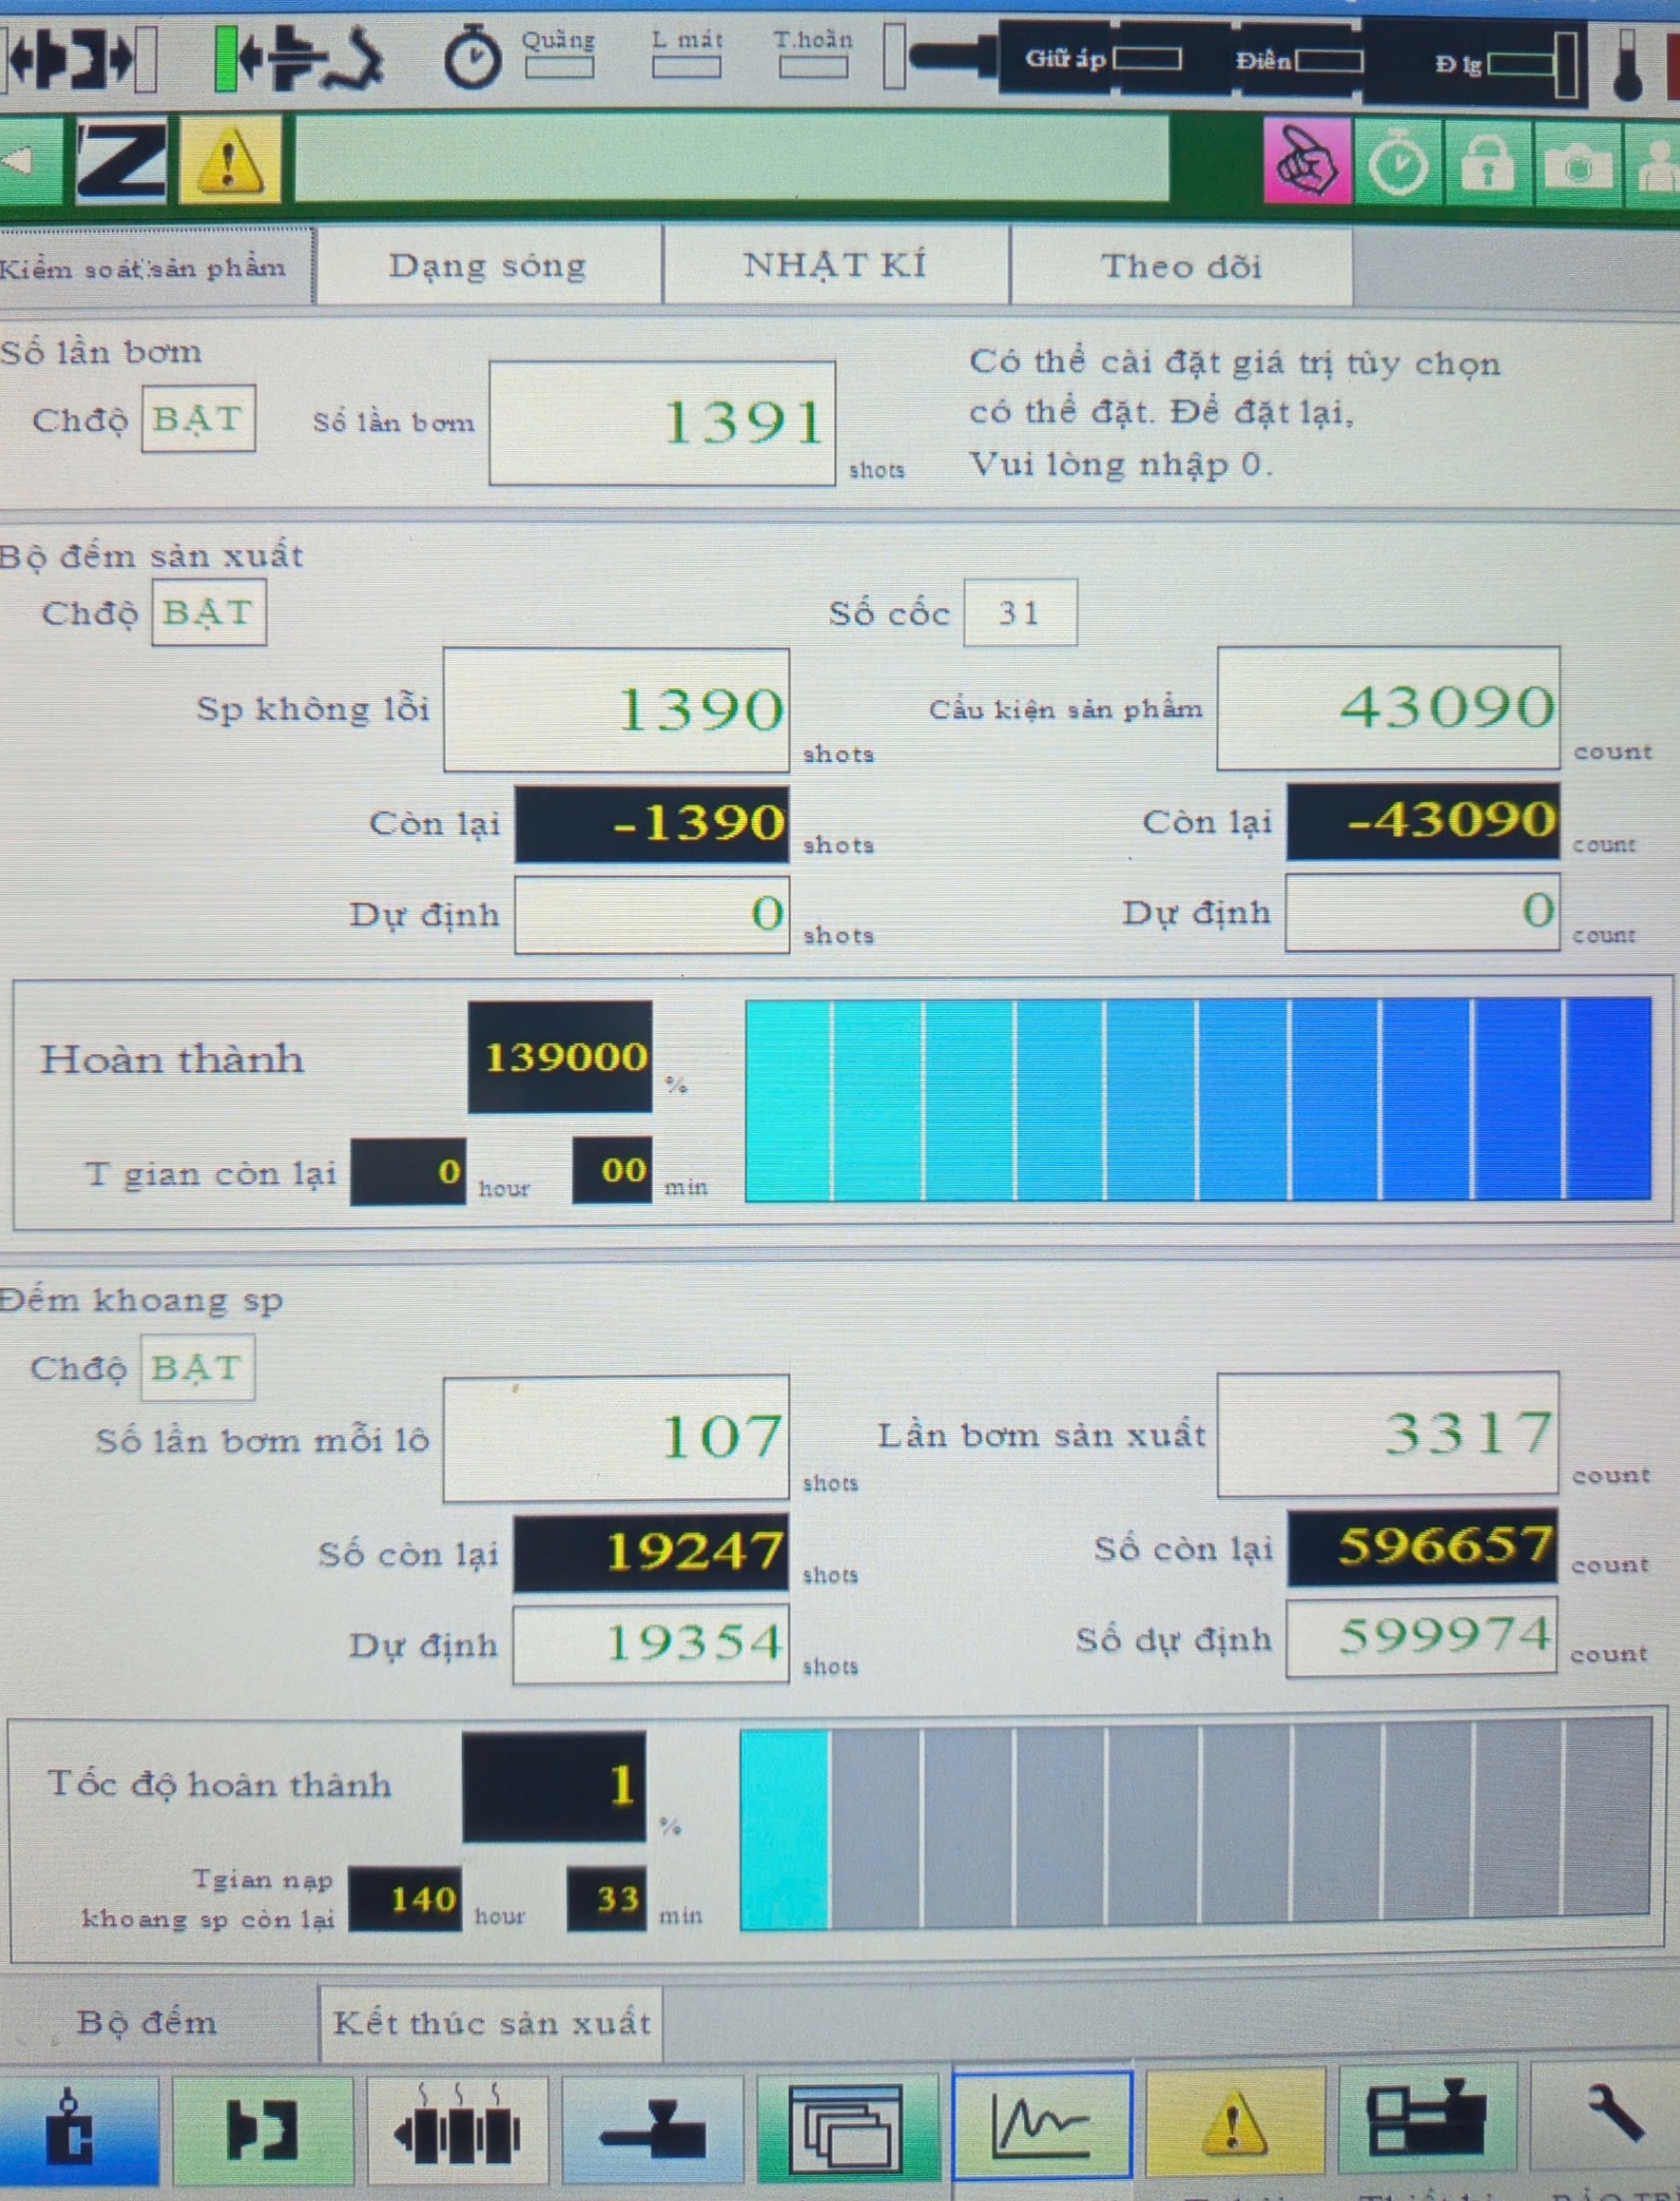 Quãng L mát T.hoãn Giữ áp Điền Đ lg
Kiểm soát sản phẩm Dạng sóng NHẬT KÍ Theo dõi
Số lần bơm
Chđộ BẬT Số lần bơm 1391 shots
Có thể cài đặt giá trị tùy chọn
có thể đặt. Để đặt lại,
Vui lòng nhập 0.
Bộ đếm sản xuất
Chđộ BẬT Số cốc 31
Sp không lỗi 1390 shots Cấu kiện sản phẩm 43090 count
Còn lại -1390 shots Còn lại -43090 count
Dự định 0 shots Dự định 0 count
Hoàn thành 139000 %
T gian còn lại 0 hour 00 min
Đếm khoang sp
Chđộ BẬT
Số lần bơm mỗi lô 107 shots Lần bơm sản xuất 3317 count
Số còn lại 19247 shots Số còn lại 596657 count
Dự định 19354 shots Số dự định 599974 count
Tốc độ hoàn thành 1 %
Tgian nạp
khoang sp còn lại 140 hour 33 min
Bộ đếm Kết thúc sản xuất